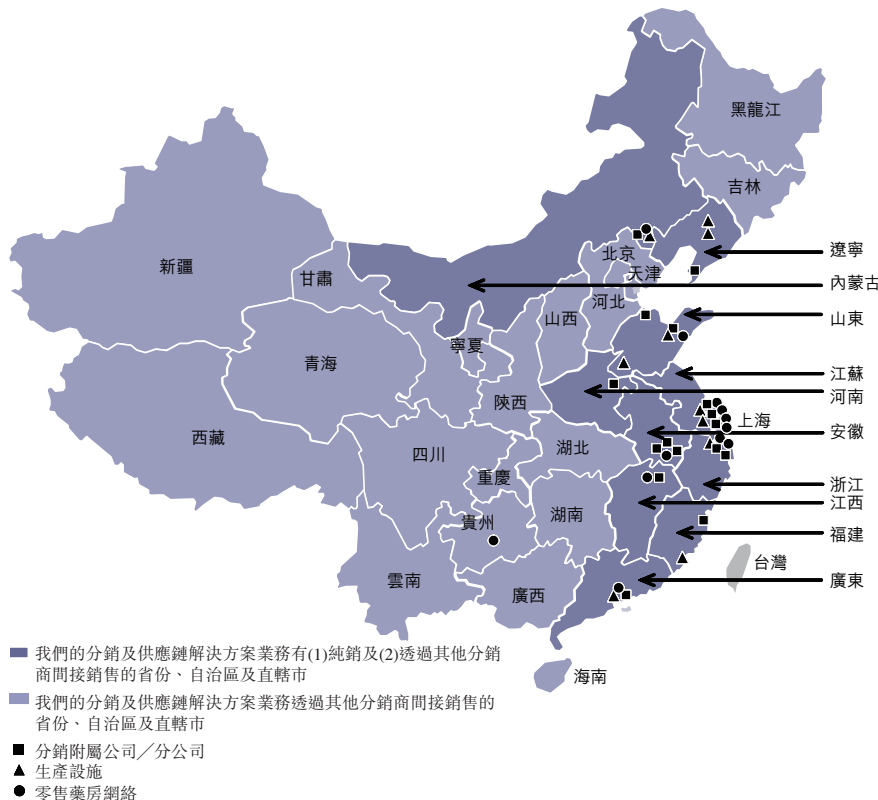 黑龍江
吉林
遼寧
新疆
甘肅
北京
天津
內蒙古
河北
山西
山東
寧夏
青海
江蘇
陝西
河南
西藏
上海
安徽
四川
湖北
重慶
浙江
江西
貴州
湖南
福建
台灣
雲南
廣西
廣東
海南
我們的分銷及供應鏈解決方案業務有(1)純銷及(2)透過其他分銷
商間接銷售的省份、自治區及直轄市
我們的分銷及供應鏈解決方案業務透過其他分銷商間接銷售的
省份、自治區及直轄市
分銷附屬公司╱分公司
生產設施
零售藥房網絡